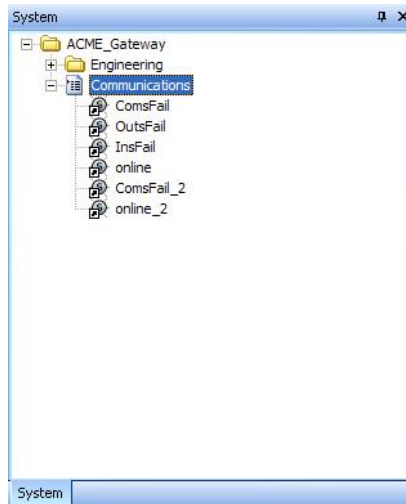 System
ACME_Gateway
Engineering
Communications
ComsFail
OutsFail
InsFail
online
ComsFail_2
online_2
System